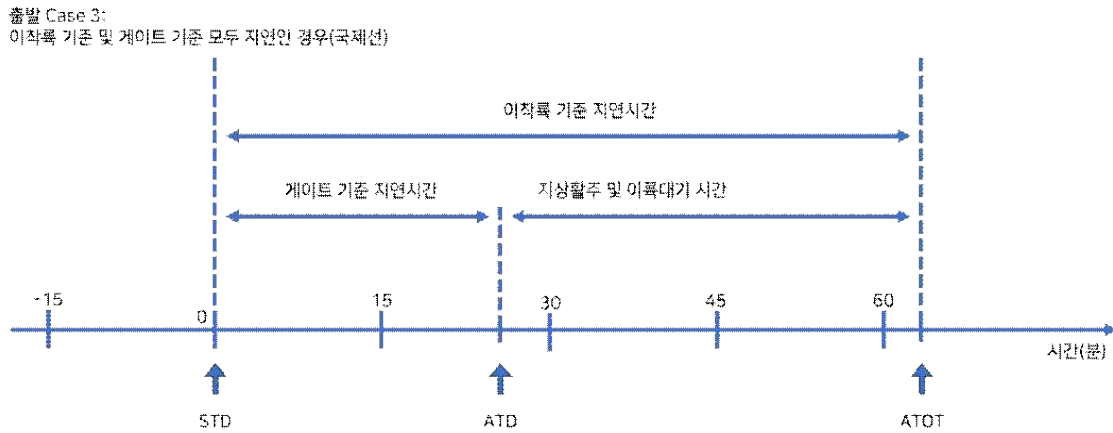 출발 Case 3:
이착륙 기준 및 게이트 기준 모두 지연인 경우(국제선)
이착륙 기준 지연시간
게이트 기준 지연시간 지상활주 및 이륙대기 시간
-15 0 15 30 45 60
시간(분)
STD ATD ATOT